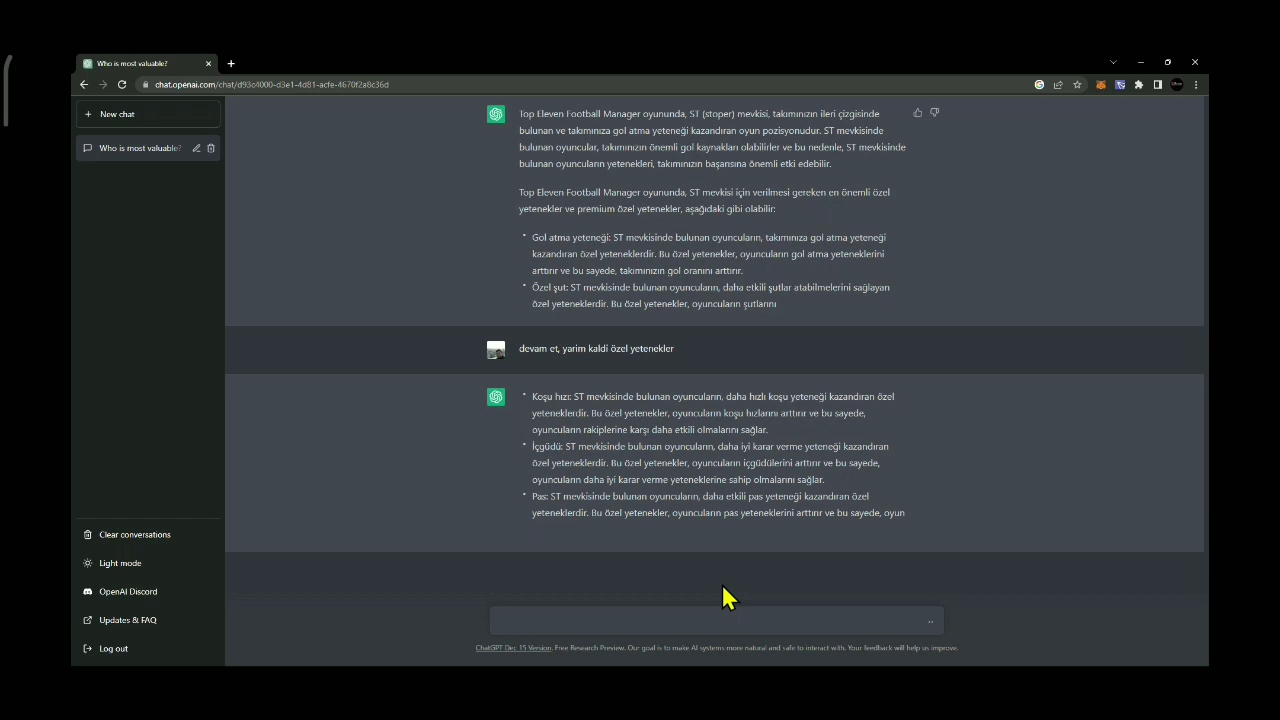 Who is most valuable?
chat.openai.com/chat/d93c4000-d3e1-4d81-acfe-4670f2a8c36d
New chat
Who is most valuable?
Top Eleven Football Manager oyununda, ST (stoper) mevkisi, takımınızın ileri çizgisinde
bulunan ve takımınıza gol atma yeteneği kazandıran oyun pozisyonudur. ST mevkisinde
bulunan oyuncular, takımınızın önemli gol kaynakları olabilirler ve bu nedenle, ST mevkisinde
bulunan oyuncuların yetenekleri, takımınızın başarısına önemli etki edebilir.
Top Eleven Football Manager oyununda, ST mevkisi için verilmesi gereken en önemli özel
yetenekler ve premium özel yetenekler, aşağıdaki gibi olabilir:
• Gol atma yeteneği: ST mevkisinde bulunan oyuncuların, takımınıza gol atma yeteneği
kazandıran özel yeteneklerdir. Bu özel yetenekler, oyuncuların gol atma yeteneklerini
arttırır ve bu sayede, takımınızın gol oranını arttırır.
• Özel şut: ST mevkisinde bulunan oyuncuların, daha etkili şutlar atabilmelerini sağlayan
özel yeteneklerdir. Bu özel yetenekler, oyuncuların şutlarını
devam et, yarim kaldi özel yetenekler
• Koşu hızı: ST mevkisinde bulunan oyuncuların, daha hızlı koşu yeteneği kazandıran özel
yeteneklerdir. Bu özel yetenekler, oyuncuların koşu hızlarını arttırır ve bu sayede,
oyuncuların rakiplerine karşı daha etkili olmalarını sağlar.
• İçgüdü: ST mevkisinde bulunan oyuncuların, daha iyi karar verme yeteneği kazandıran
özel yeteneklerdir. Bu özel yetenekler, oyuncuların içgüdülerini arttırır ve bu sayede,
oyuncuların daha iyi karar verme yeteneklerine sahip olmalarını sağlar.
• Pas: ST mevkisinde bulunan oyuncuların, daha etkili pas yeteneği kazandıran özel
yeteneklerdir. Bu özel yetenekler, oyuncuların pas yeteneklerini arttırır ve bu sayede, oyun
Clear conversations
Light mode
OpenAI Discord
Updates & FAQ
Log out
ChatGPT Dec 15 Version. Free Research Preview. Our goal is to make AI systems more natural and safe to interact with. Your feedback will help us improve.